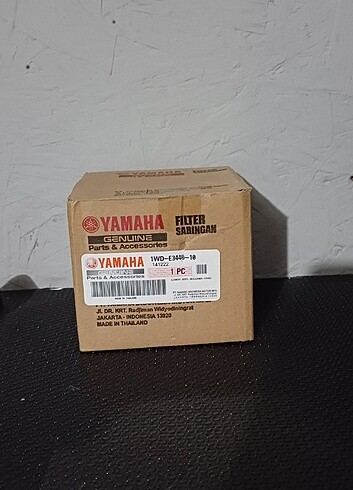 YAMAHA
GENUINE
Parts & Accessories
FILTER
SARINGAN
YAMAHA
GENUINE
Parts & Accessories
MADE IN THAILAND
1WD-E3440-10
141222
1 PC
JL. DR. KRT. Radjiman Widyodiningrat
JAKARTA - INDONESIA 13920
MADE IN THAILAND